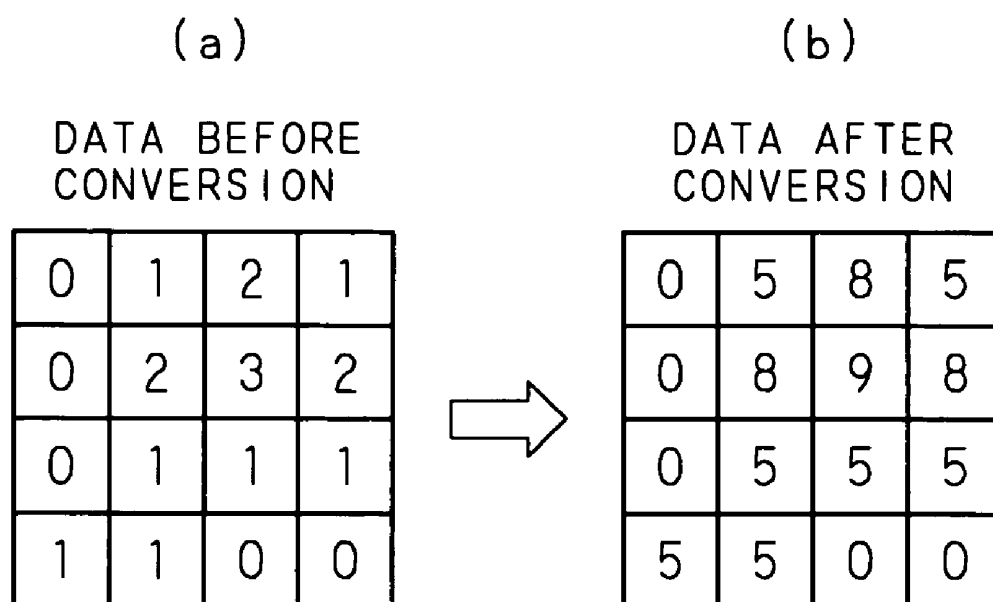 (a)
DATA BEFORE
CONVERSION
0 1 2 1
0 2 3 2
0 1 1 1
1 1 0 0
(b)
DATA AFTER
CONVERSION
0 5 8 5
0 8 9 8
0 5 5 5
5 5 0 0